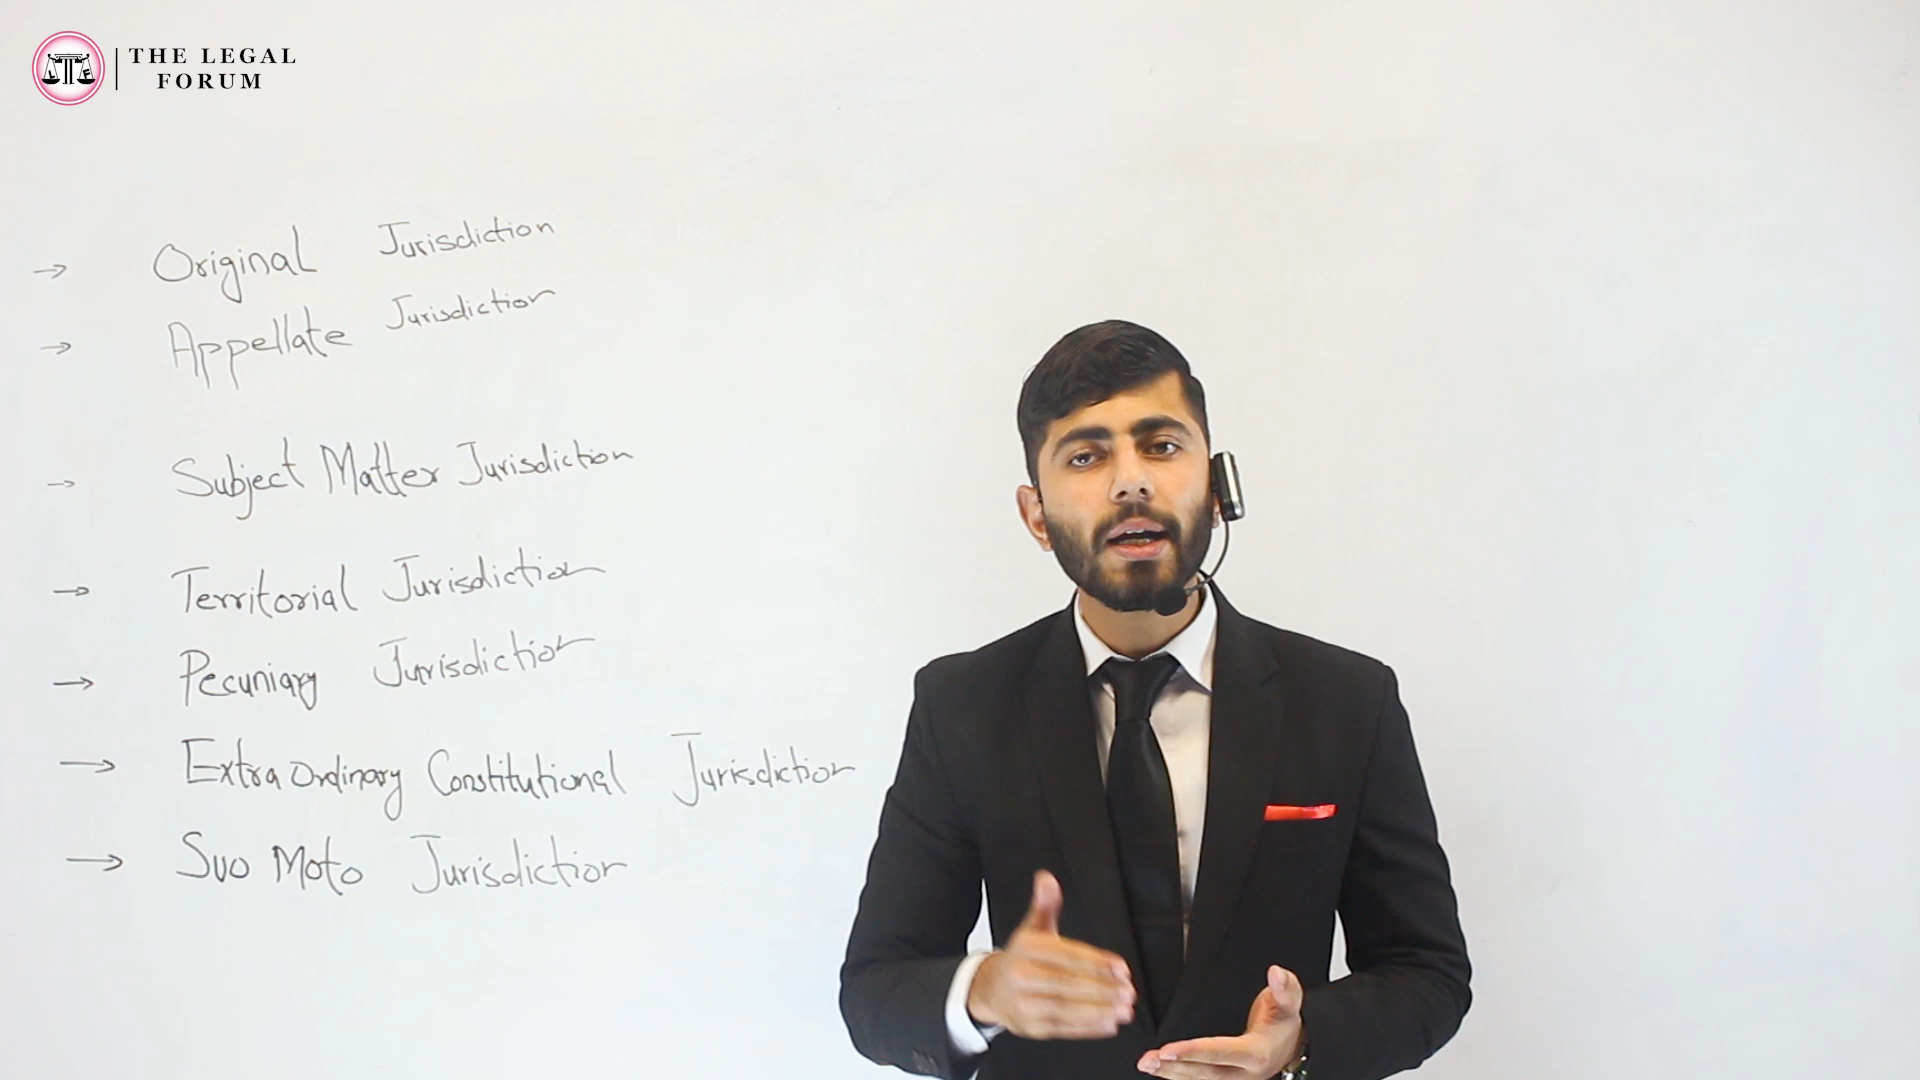 THE LEGAL
FORUM
→ Original Jurisdiction
→ Appellate Jurisdiction
→ Subject Matter Jurisdiction
→ Territorial Jurisdiction
→ Pecuniary Jurisdiction
→ Extra Ordinary Constitutional Jurisdiction
→ Suo Moto Jurisdiction